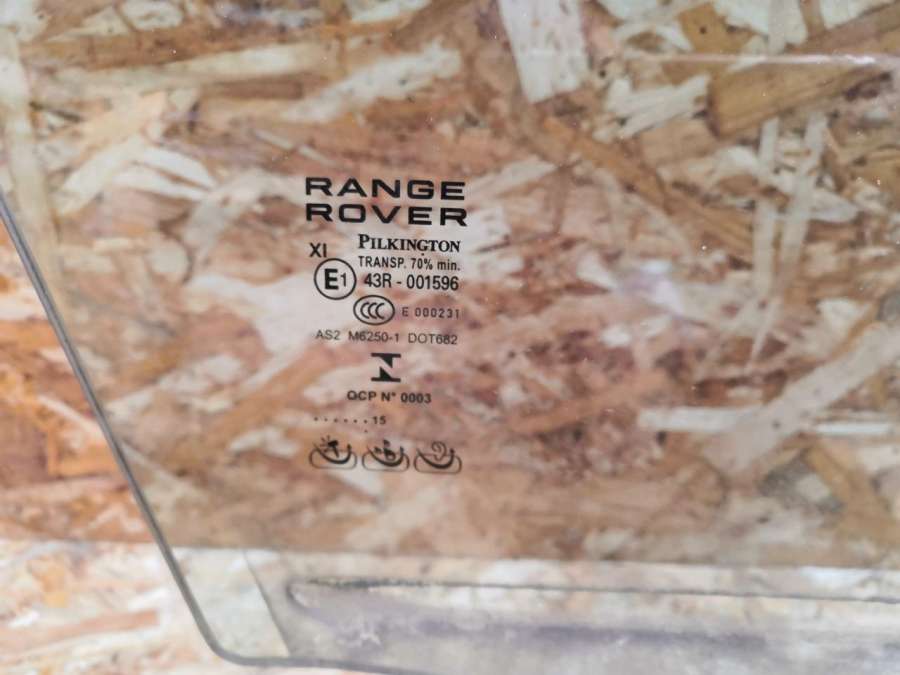 RANGE
ROVER
PILKINGTON
XI
TRANSP. 70% min.
E1 43R - 001596
CCC E 000231
AS2 M6250-1 DOT682
OCP N° 0003
. . . . . . 15